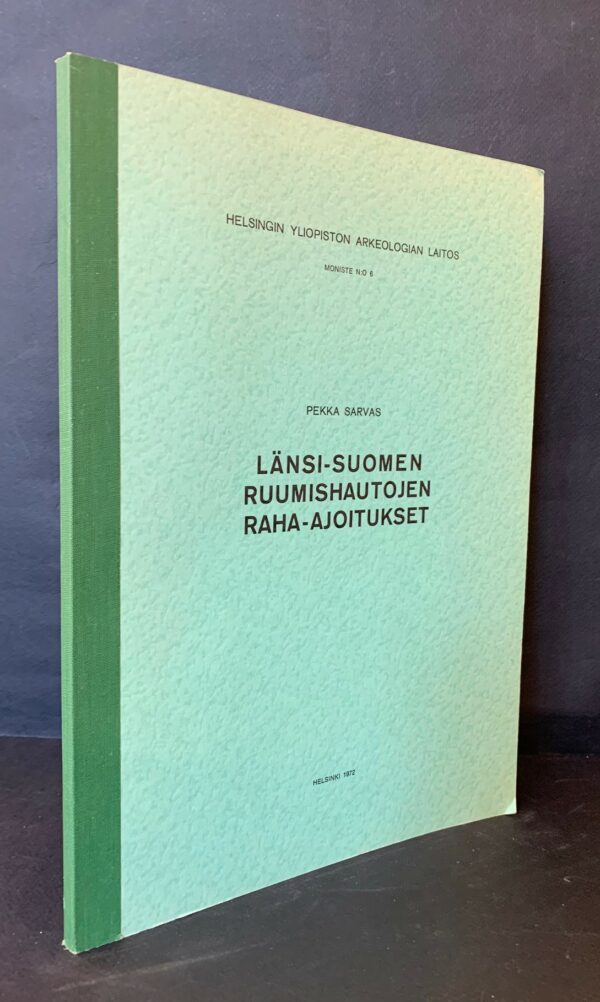 HELSINGIN YLIOPISTON ARKEOLOGIAN LAITOS
MONISTE N:O 6
PEKKA SARVAS
LÄNSI-SUOMEN
RUUMISHAUTOJEN
RAHA-AJOITUKSET
HELSINKI 1972